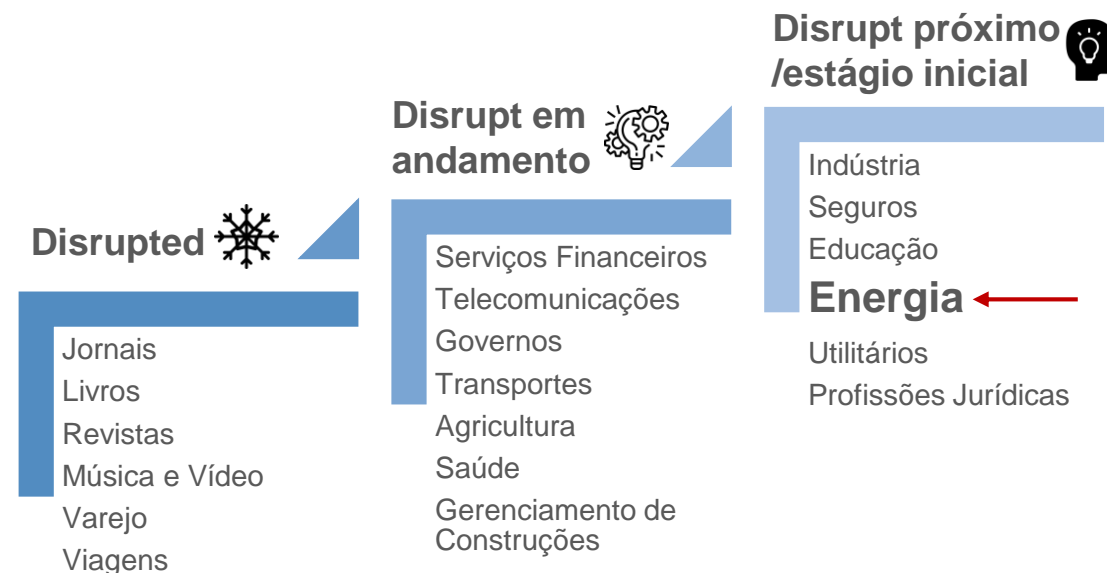 Disrupted
Jornais
Livros
Revistas
Música e Vídeo
Varejo
Viagens
Disrupt em
andamento
Serviços Financeiros
Telecomunicações
Governos
Transportes
Agricultura
Saúde
Gerenciamento de
Construções
Disrupt próximo
/estágio inicial
Indústria
Seguros
Educação
Energia
Utilitários
Profissões Jurídicas